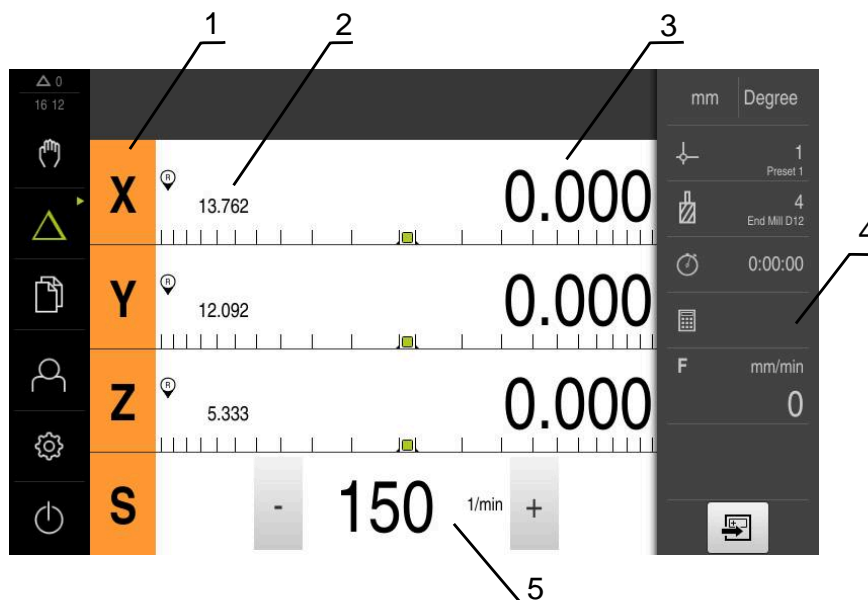 1 2 3
△ 0
16 12
mm Degree
1
Preset 1
X R 13.762 0.000
4
End Mill D12
4
0:00:00
Y R 12.092 0.000
F mm/min
0
Z R 5.333 0.000
S - 150 1/min +
5